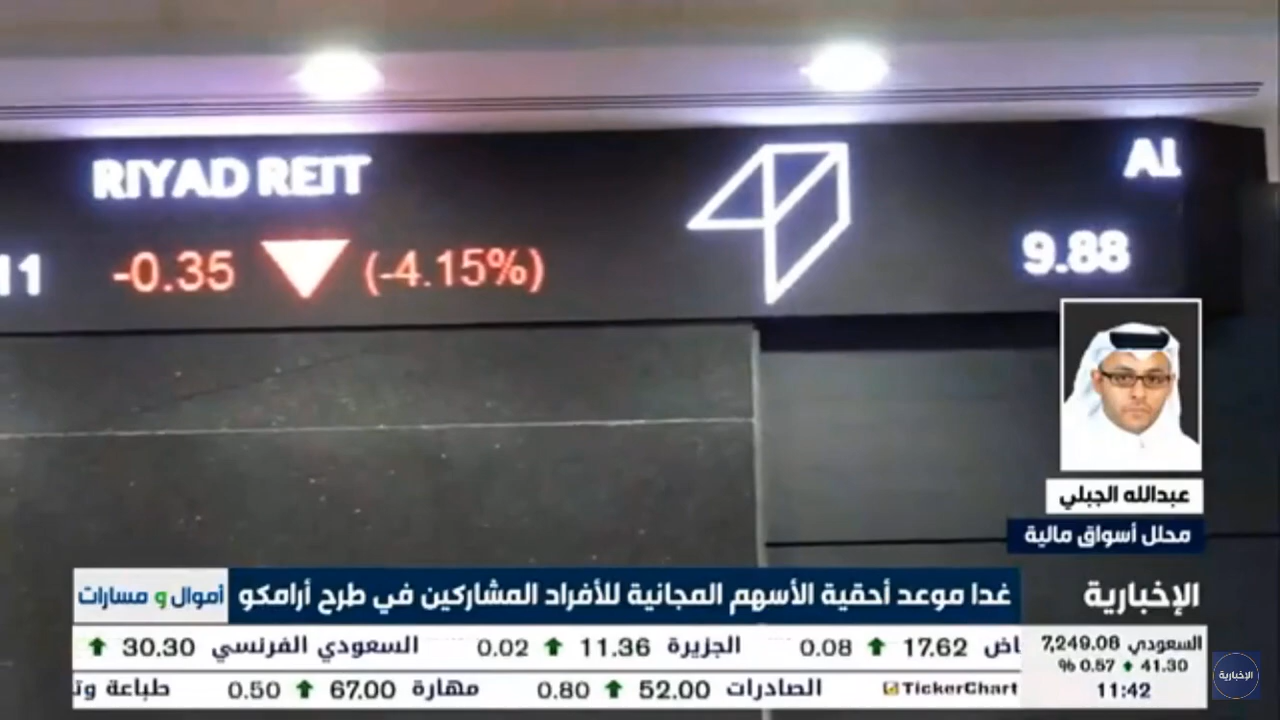 RIYAD REIT
11 -0.35 (-4.15%)
9.88
عبدالله الجبلي
محلل أسواق مالية
الإخبارية
غدا موعد أحقية الأسهم المجانية للأفراد المشاركين في طرح أرامكو
أموال و مسارات
السعودي 7,249.08
41.30 0.57 %
11:42
17.62 0.08 الجزيرة 11.36 0.02 السعودي الفرنسي 30.30
TickerChart الصادرات 52.00 0.80 مهارة 67.00 0.50 طباعة
الإخبارية